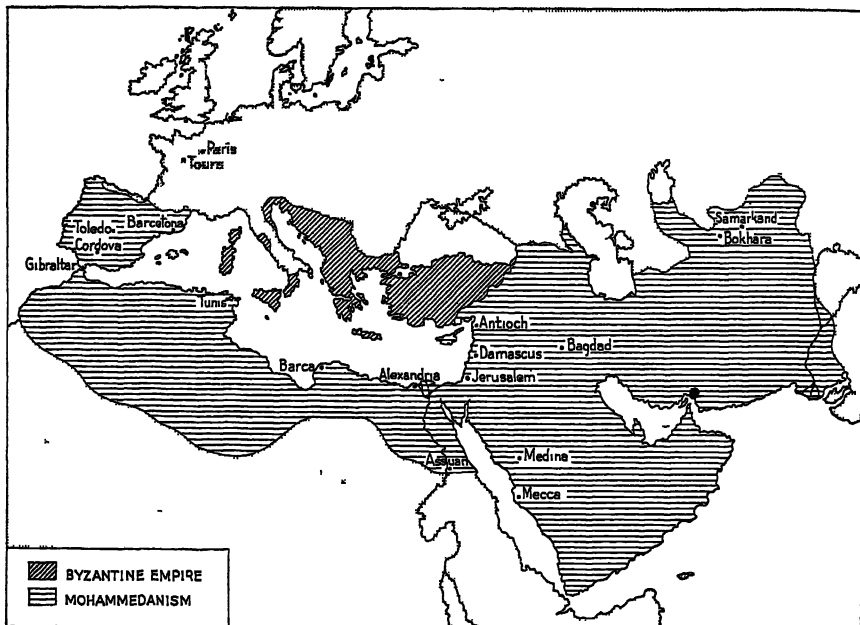 Paris
Tours
Toledo
Barcelona
Cordova
Gibraltar
Tunis
Samarkand
Bokhara
Antioch
Bagdad
Damascus
Barca
Alexandria
Jerusalem
Assuan
Medina
Mecca
BYZANTINE EMPIRE
MOHAMMEDANISM